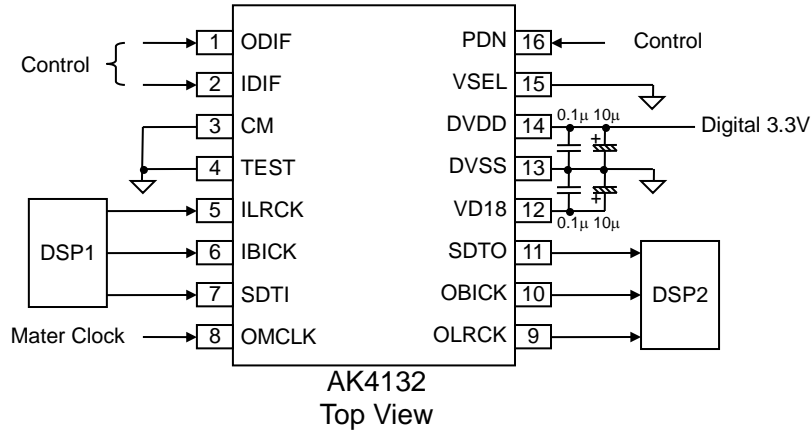 1 ODIF PDN 16 Control
Control
2 IDIF VSEL 15
0.1μ 10μ
3 CM DVDD 14 + Digital 3.3V
4 TEST DVSS 13
5 ILRCK VD18 12 +
0.1μ 10μ
DSP1 6 IBICK SDTO 11
7 SDTI OBICK 10 DSP2
Mater Clock 8 OMCLK OLRCK 9
AK4132
Top View